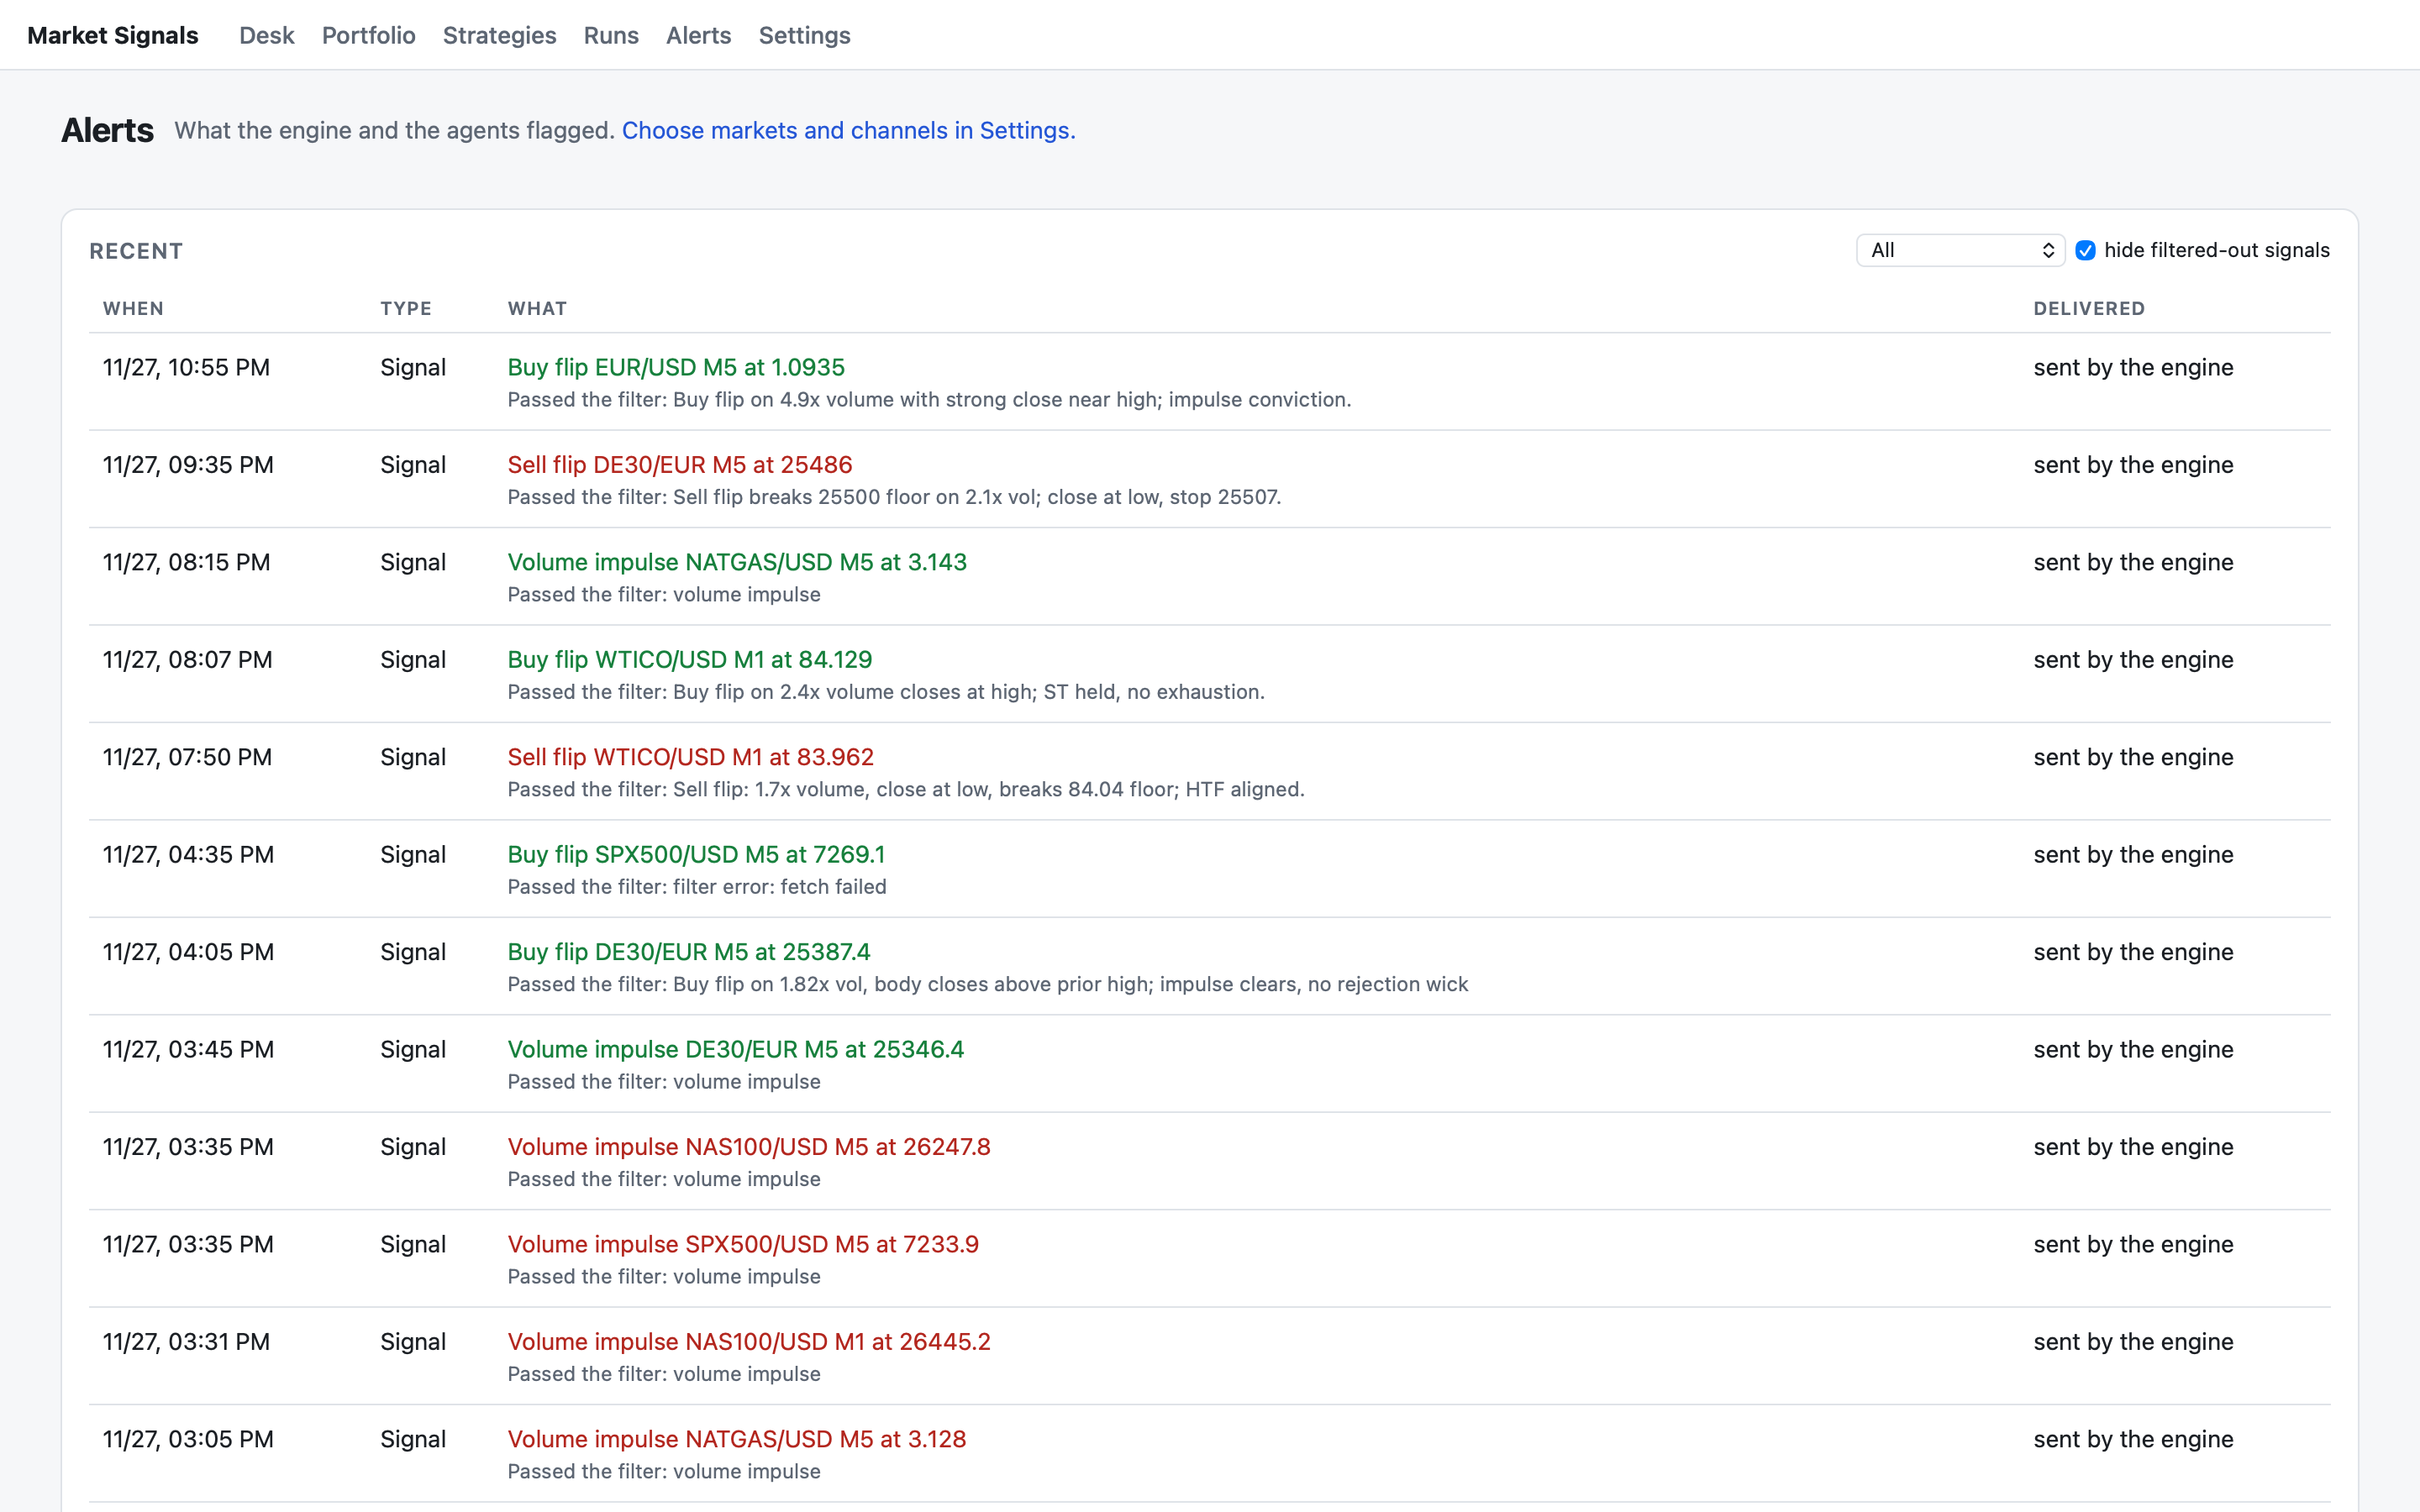 Market Signals Desk Portfolio Strategies Runs Alerts Settings
Alerts What the engine and the agents flagged. Choose markets and channels in Settings.
RECENT All hide filtered-out signals
WHEN TYPE WHAT DELIVERED
11/27, 10:55 PM Signal Buy flip EUR/USD M5 at 1.0935 sent by the engine
Passed the filter: Buy flip on 4.9x volume with strong close near high; impulse conviction.
11/27, 09:35 PM Signal Sell flip DE30/EUR M5 at 25486 sent by the engine
Passed the filter: Sell flip breaks 25500 floor on 2.1x vol; close at low, stop 25507.
11/27, 08:15 PM Signal Volume impulse NATGAS/USD M5 at 3.143 sent by the engine
Passed the filter: volume impulse
11/27, 08:07 PM Signal Buy flip WTICO/USD M1 at 84.129 sent by the engine
Passed the filter: Buy flip on 2.4x volume closes at high; ST held, no exhaustion.
11/27, 07:50 PM Signal Sell flip WTICO/USD M1 at 83.962 sent by the engine
Passed the filter: Sell flip: 1.7x volume, close at low, breaks 84.04 floor; HTF aligned.
11/27, 04:35 PM Signal Buy flip SPX500/USD M5 at 7269.1 sent by the engine
Passed the filter: filter error: fetch failed
11/27, 04:05 PM Signal Buy flip DE30/EUR M5 at 25387.4 sent by the engine
Passed the filter: Buy flip on 1.82x vol, body closes above prior high; impulse clears, no rejection wick
11/27, 03:45 PM Signal Volume impulse DE30/EUR M5 at 25346.4 sent by the engine
Passed the filter: volume impulse
11/27, 03:35 PM Signal Volume impulse NAS100/USD M5 at 26247.8 sent by the engine
Passed the filter: volume impulse
11/27, 03:35 PM Signal Volume impulse SPX500/USD M5 at 7233.9 sent by the engine
Passed the filter: volume impulse
11/27, 03:31 PM Signal Volume impulse NAS100/USD M1 at 26445.2 sent by the engine
Passed the filter: volume impulse
11/27, 03:05 PM Signal Volume impulse NATGAS/USD M5 at 3.128 sent by the engine
Passed the filter: volume impulse